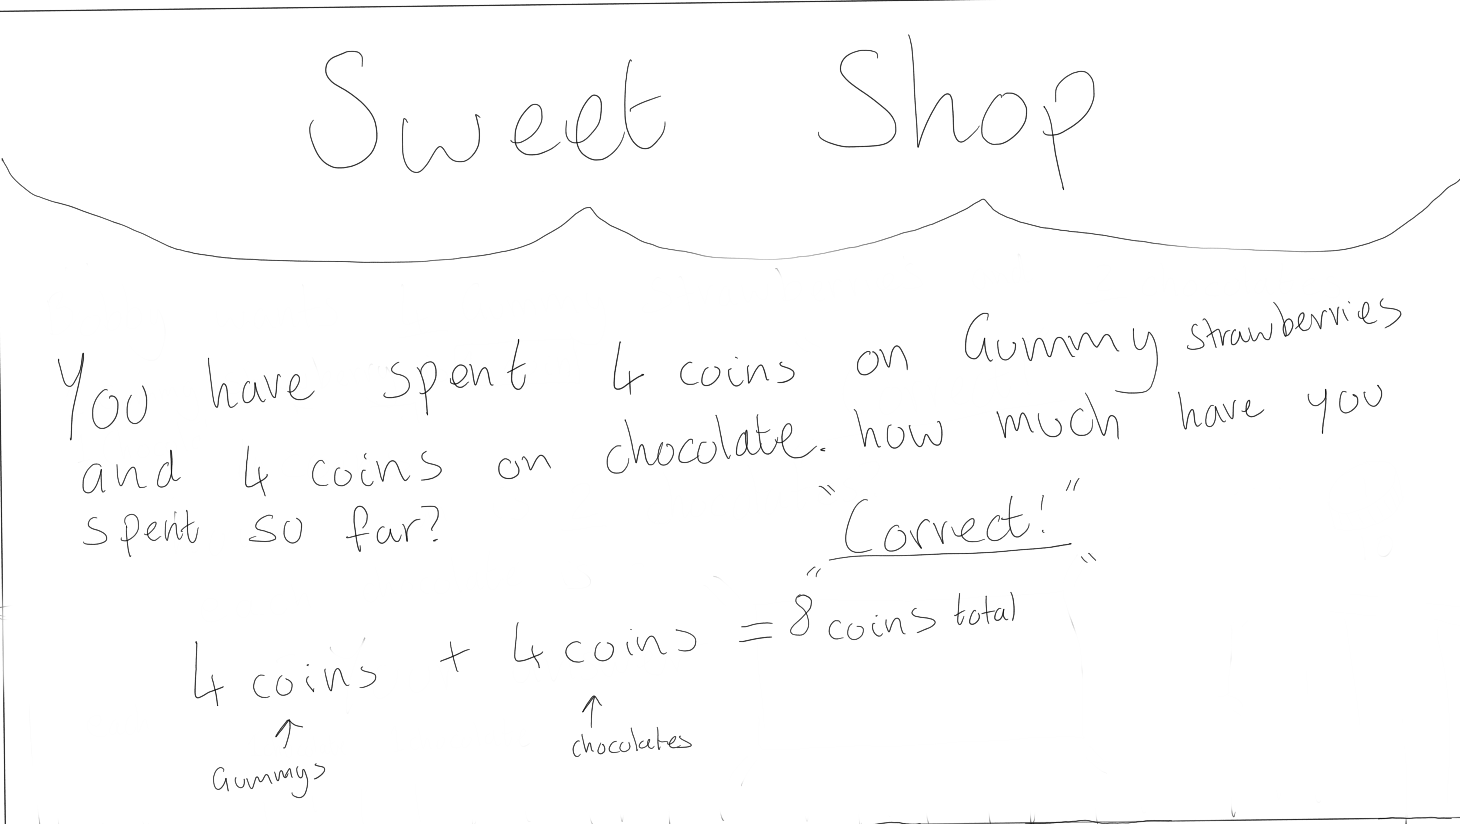 Sweet Shop
You have spent 4 coins on Gummy strawberries
and 4 coins on chocolate. how much have you
spent so far?
"Correct!"
4 coins + 4 coins = 8 coins total
↑ ↑
Gummys chocolates